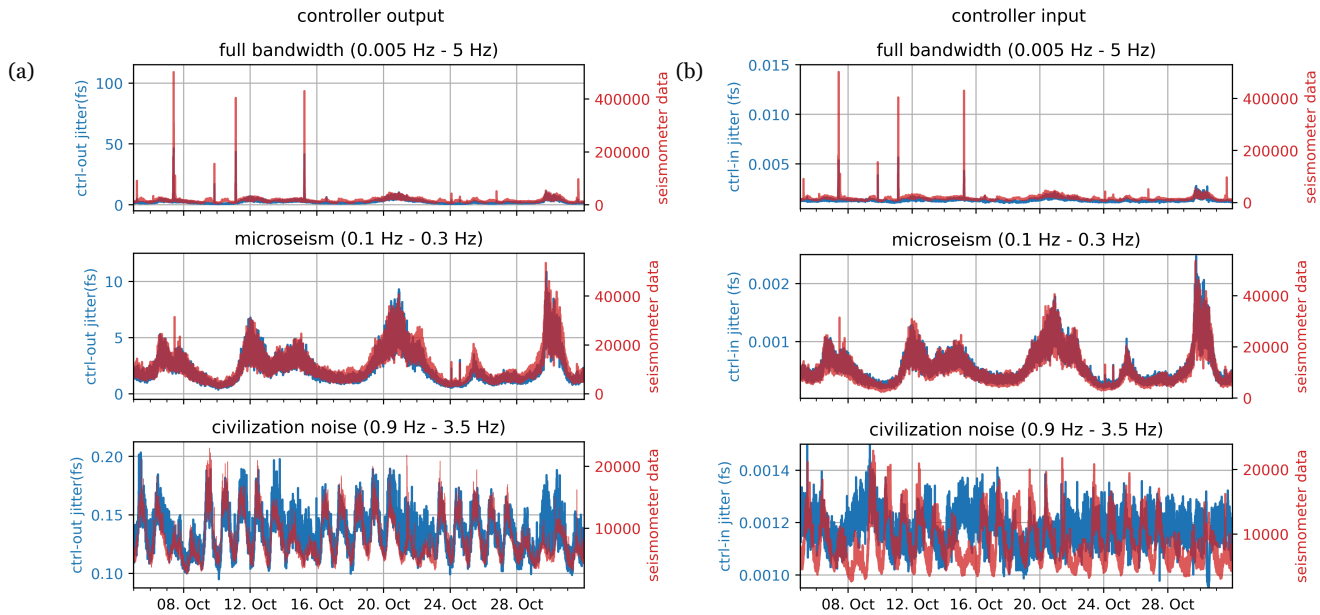 controller output
controller input
(a)
full bandwidth (0.005 Hz - 5 Hz)
ctrl-out jitter(fs)
100
50
0
400000
200000
0
seismometer data
microseism (0.1 Hz - 0.3 Hz)
ctrl-out jitter(fs)
10
5
0
40000
20000
0
seismometer data
civilization noise (0.9 Hz - 3.5 Hz)
ctrl-out jitter(fs)
0.20
0.15
0.10
20000
10000
seismometer data
08. Oct 12. Oct 16. Oct 20. Oct 24. Oct 28. Oct
(b)
full bandwidth (0.005 Hz - 5 Hz)
ctrl-in jitter (fs)
0.015
0.010
0.005
400000
200000
0
seismometer data
microseism (0.1 Hz - 0.3 Hz)
ctrl-in jitter (fs)
0.002
0.001
40000
20000
0
seismometer data
civilization noise (0.9 Hz - 3.5 Hz)
ctrl-in jitter (fs)
0.0014
0.0012
0.0010
20000
10000
seismometer data
08. Oct 12. Oct 16. Oct 20. Oct 24. Oct 28. Oct